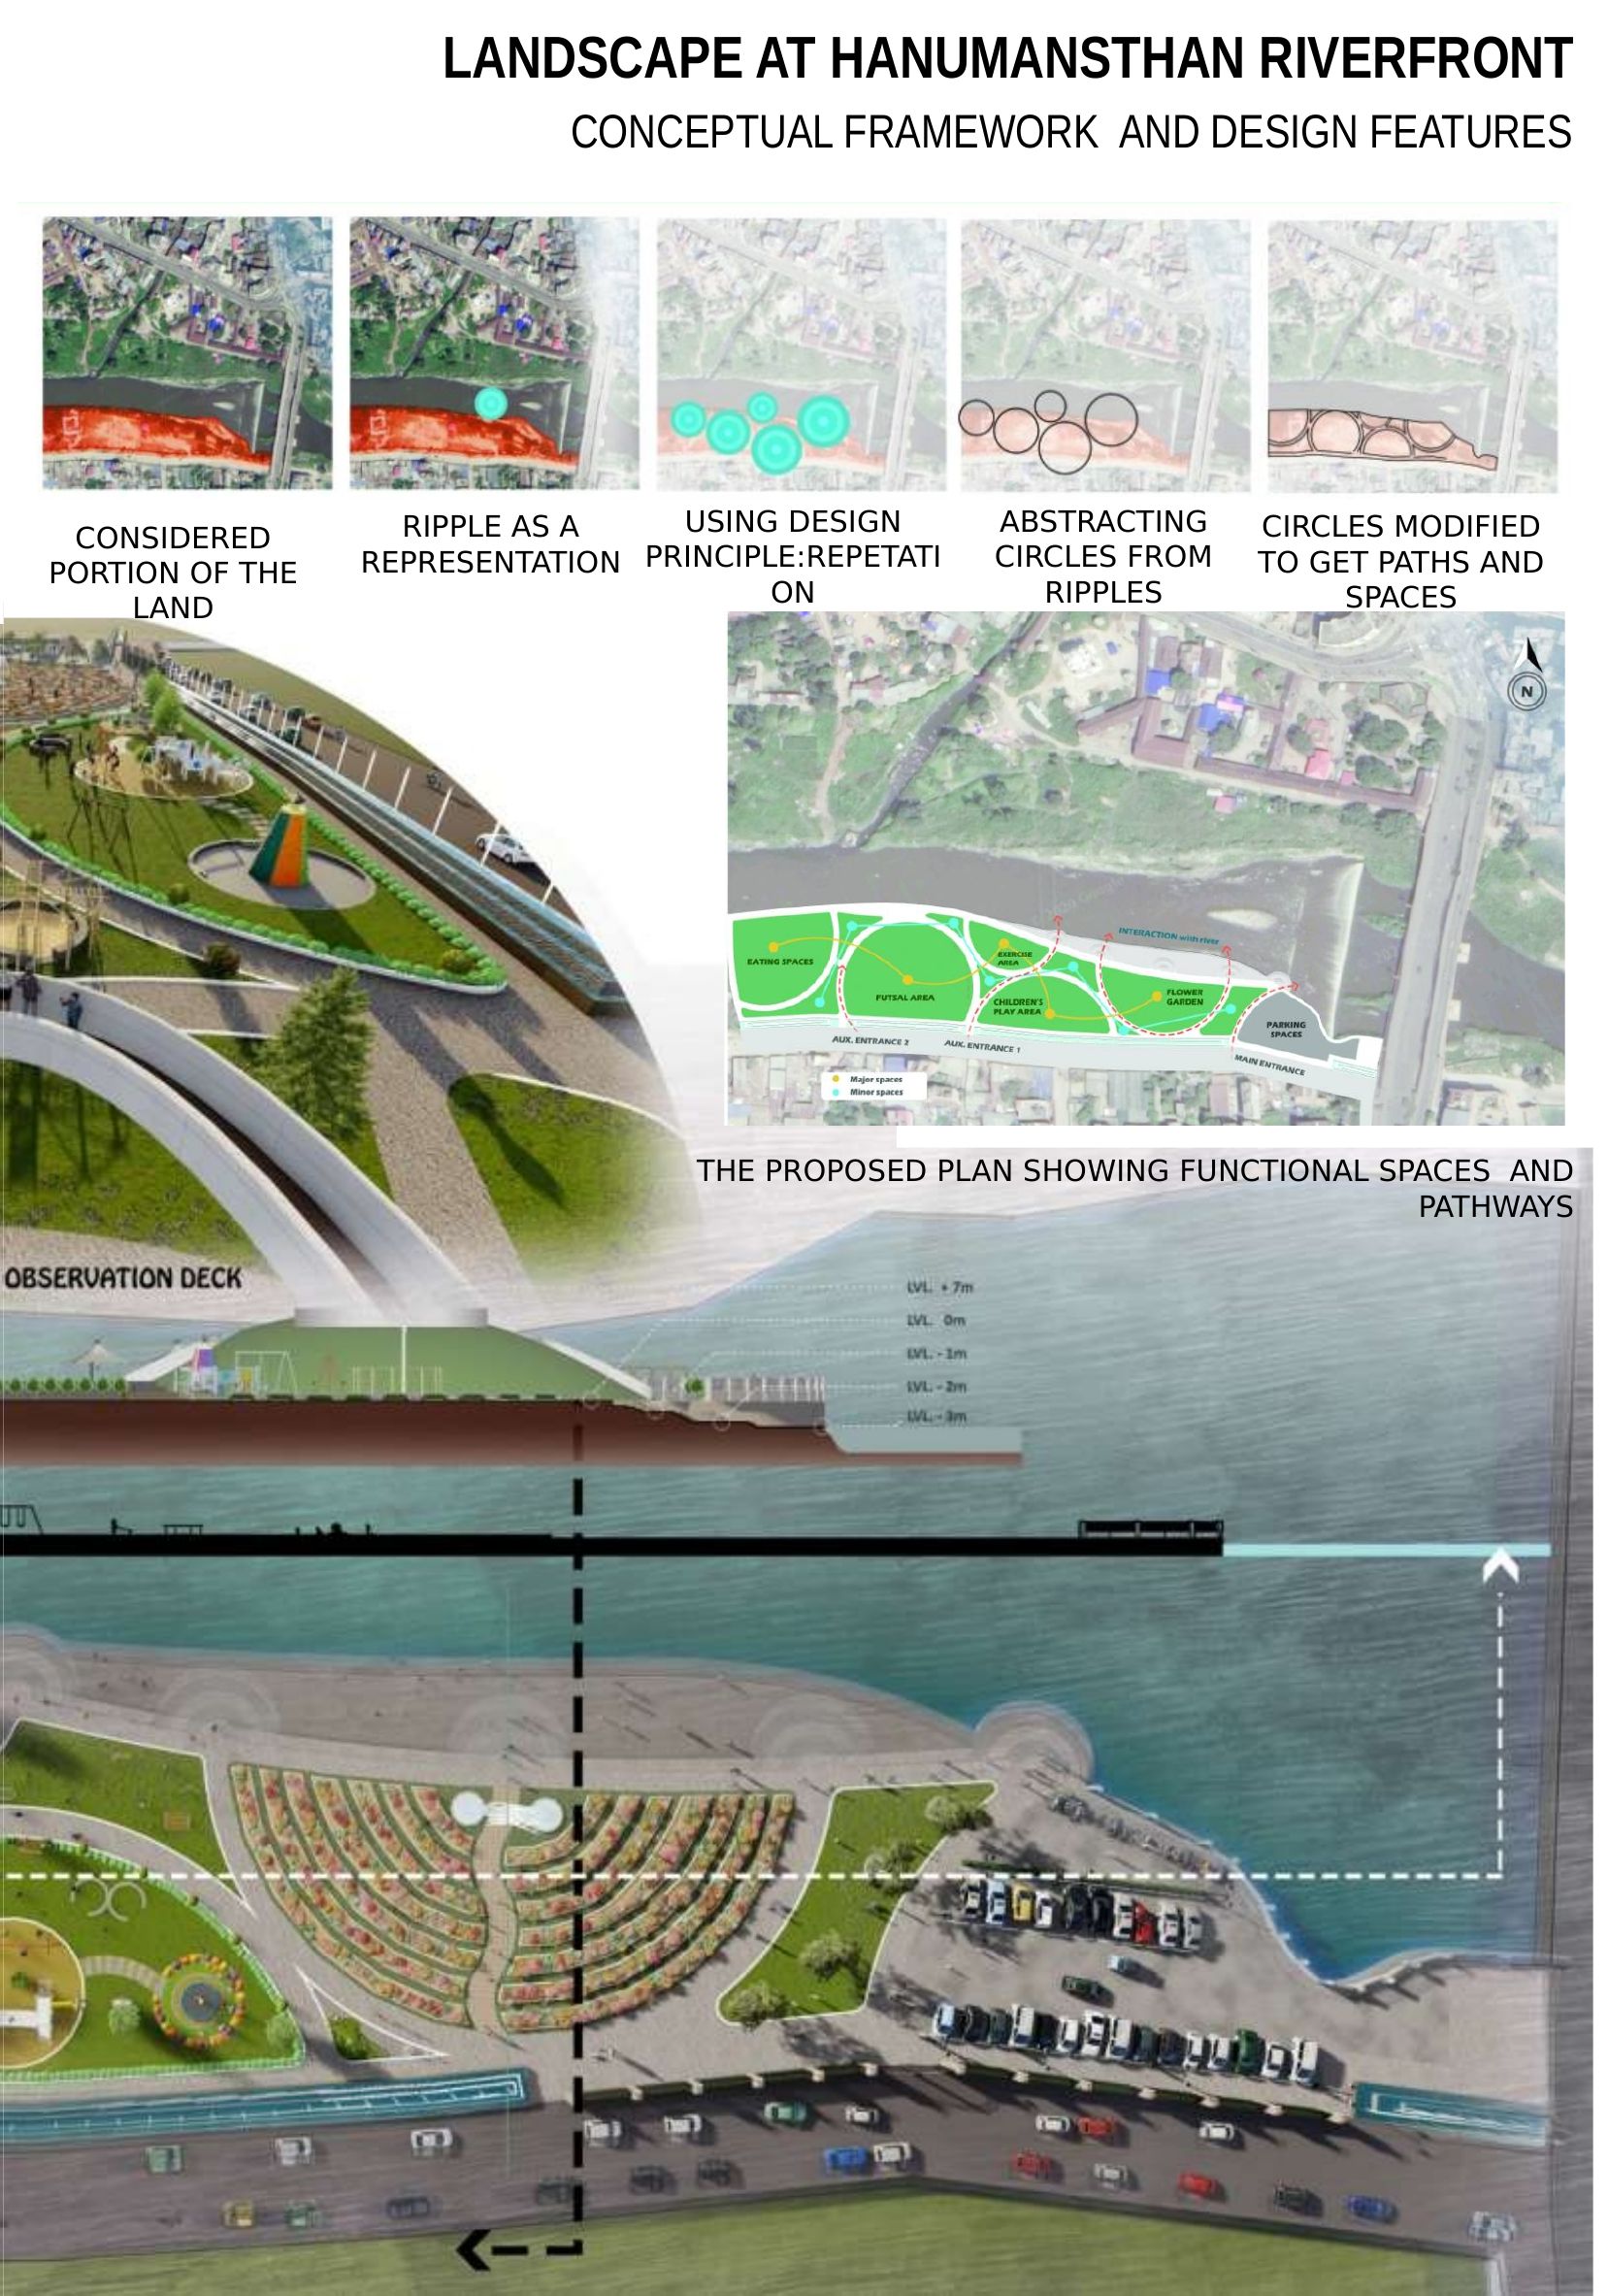 LANDSCAPE AT HANUMANSTHAN RIVERFRONT
CONCEPTUAL FRAMEWORK  AND DESIGN FEATURES
CONSIDERED
PORTION OF THE
LAND
RIPPLE AS A
REPRESENTATION
USING DESIGN
PRINCIPLE:REPETATI
ON
ABSTRACTING
CIRCLES FROM
RIPPLES
CIRCLES MODIFIED
TO GET PATHS AND
SPACES
N
INTERACTION with river
EATING SPACES
EXERCISE
AREA
FUTSAL AREA
CHILDREN'S
PLAY AREA
FLOWER
GARDEN
PARKING
SPACES
AUX. ENTRANCE 2
AUX. ENTRANCE 1
MAIN ENTRANCE
Major spaces
Minor spaces
THE PROPOSED PLAN SHOWING FUNCTIONAL SPACES  AND
PATHWAYS
OBSERVATION DECK
LVL. + 7m
LVL. 0m
LVL. - 1m
LVL. - 2m
LVL. - 3m